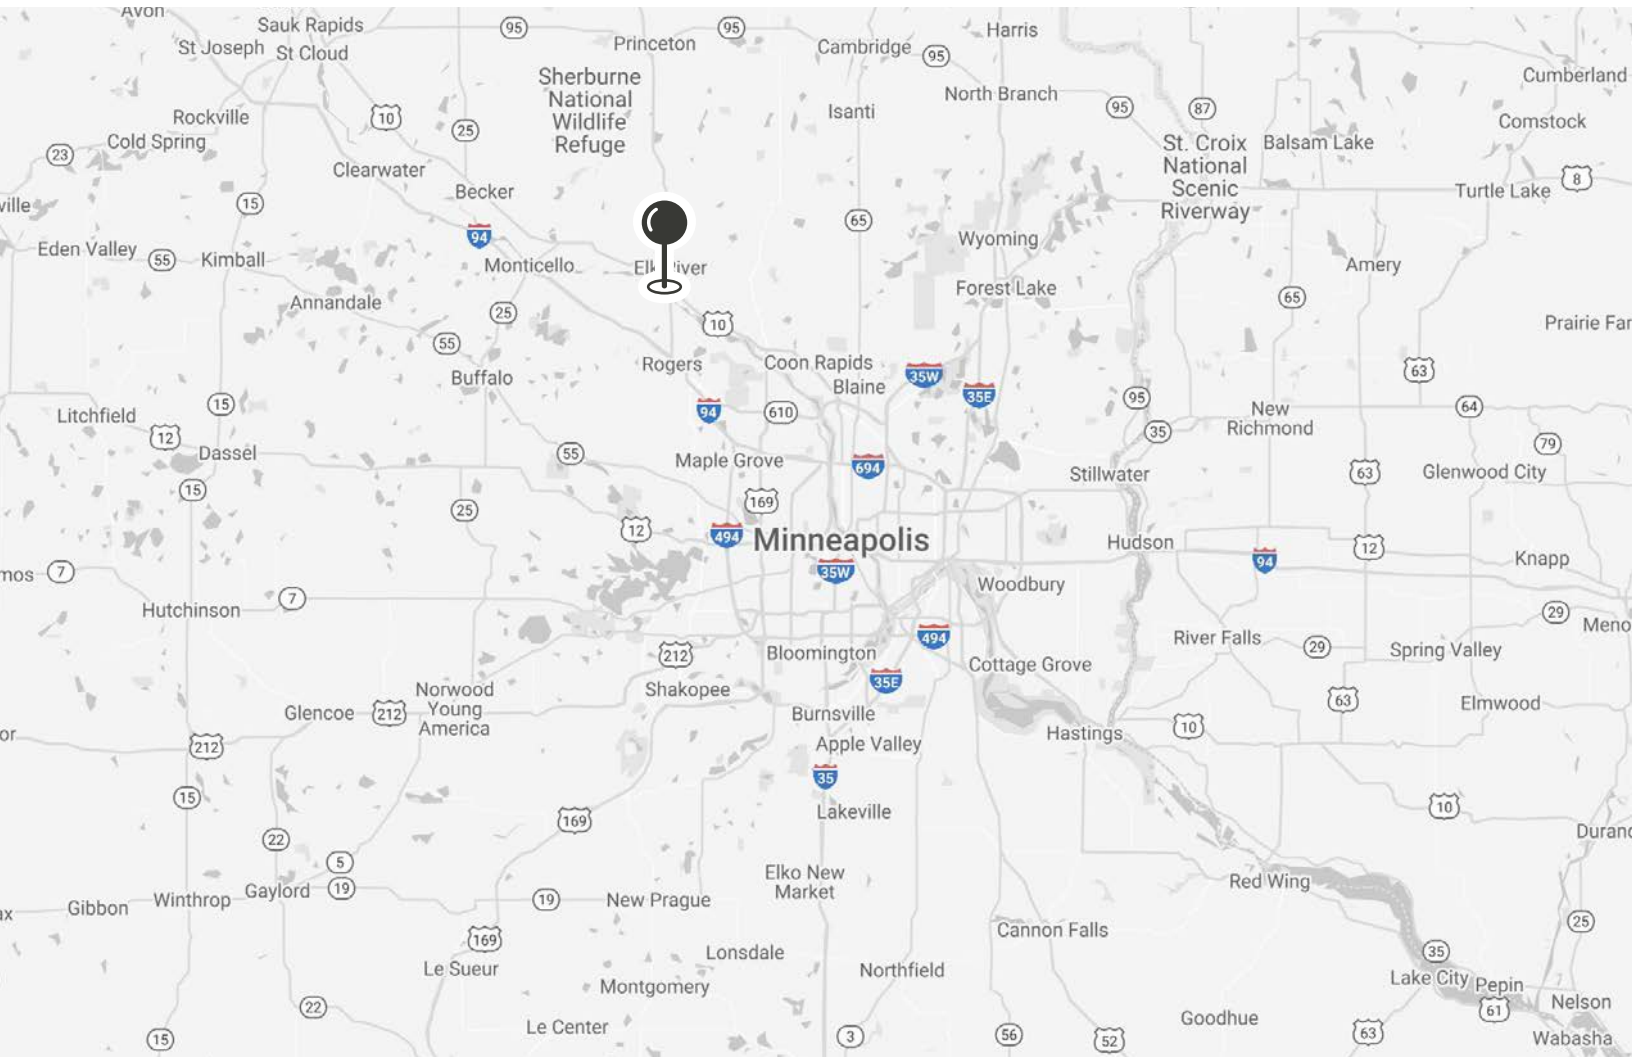 Avon
Sauk Rapids
95
95
Harris
St Joseph
St Cloud
Princeton
Cambridge
95
Sherburne
National
Wildlife
Refuge
Cumberland
North Branch
95
87
Rockville
10
25
Isanti
Comstock
23
Cold Spring
St. Croix
National
Scenic
Riverway
Balsam Lake
Clearwater
Becker
Turtle Lake
8
ville
15
65
94
Eden Valley
55
Kimball
Monticello
Elk River
Wyoming
Amery
Annandale
25
Forest Lake
65
10
Prairie Far
55
Rogers
Coon Rapids
Blaine
35W
35E
63
Buffalo
95
Litchfield
15
94
610
New
Richmond
64
12
35
79
Dassel
55
Maple Grove
694
Stillwater
63
Glenwood City
15
25
169
12
494
Minneapolis
Hudson
12
mos
7
35W
94
Knapp
Woodbury
Hutchinson
7
29
494
River Falls
29
Spring Valley
Meno
212
Bloomington
Cottage Grove
35E
Shakopee
Norwood
Young
America
63
Elmwood
Glencoe
212
Burnsville
10
or
212
Apple Valley
Hastings
35
15
Lakeville
10
169
Durand
22
5
Elko New
Market
Red Wing
Gaylord
19
Winthrop
19
New Prague
ax
Gibbon
25
169
Cannon Falls
Lonsdale
35
Le Sueur
Northfield
Lake City
Pepin
Montgomery
22
61
Nelson
Le Center
Goodhue
15
3
56
52
63
Wabasha